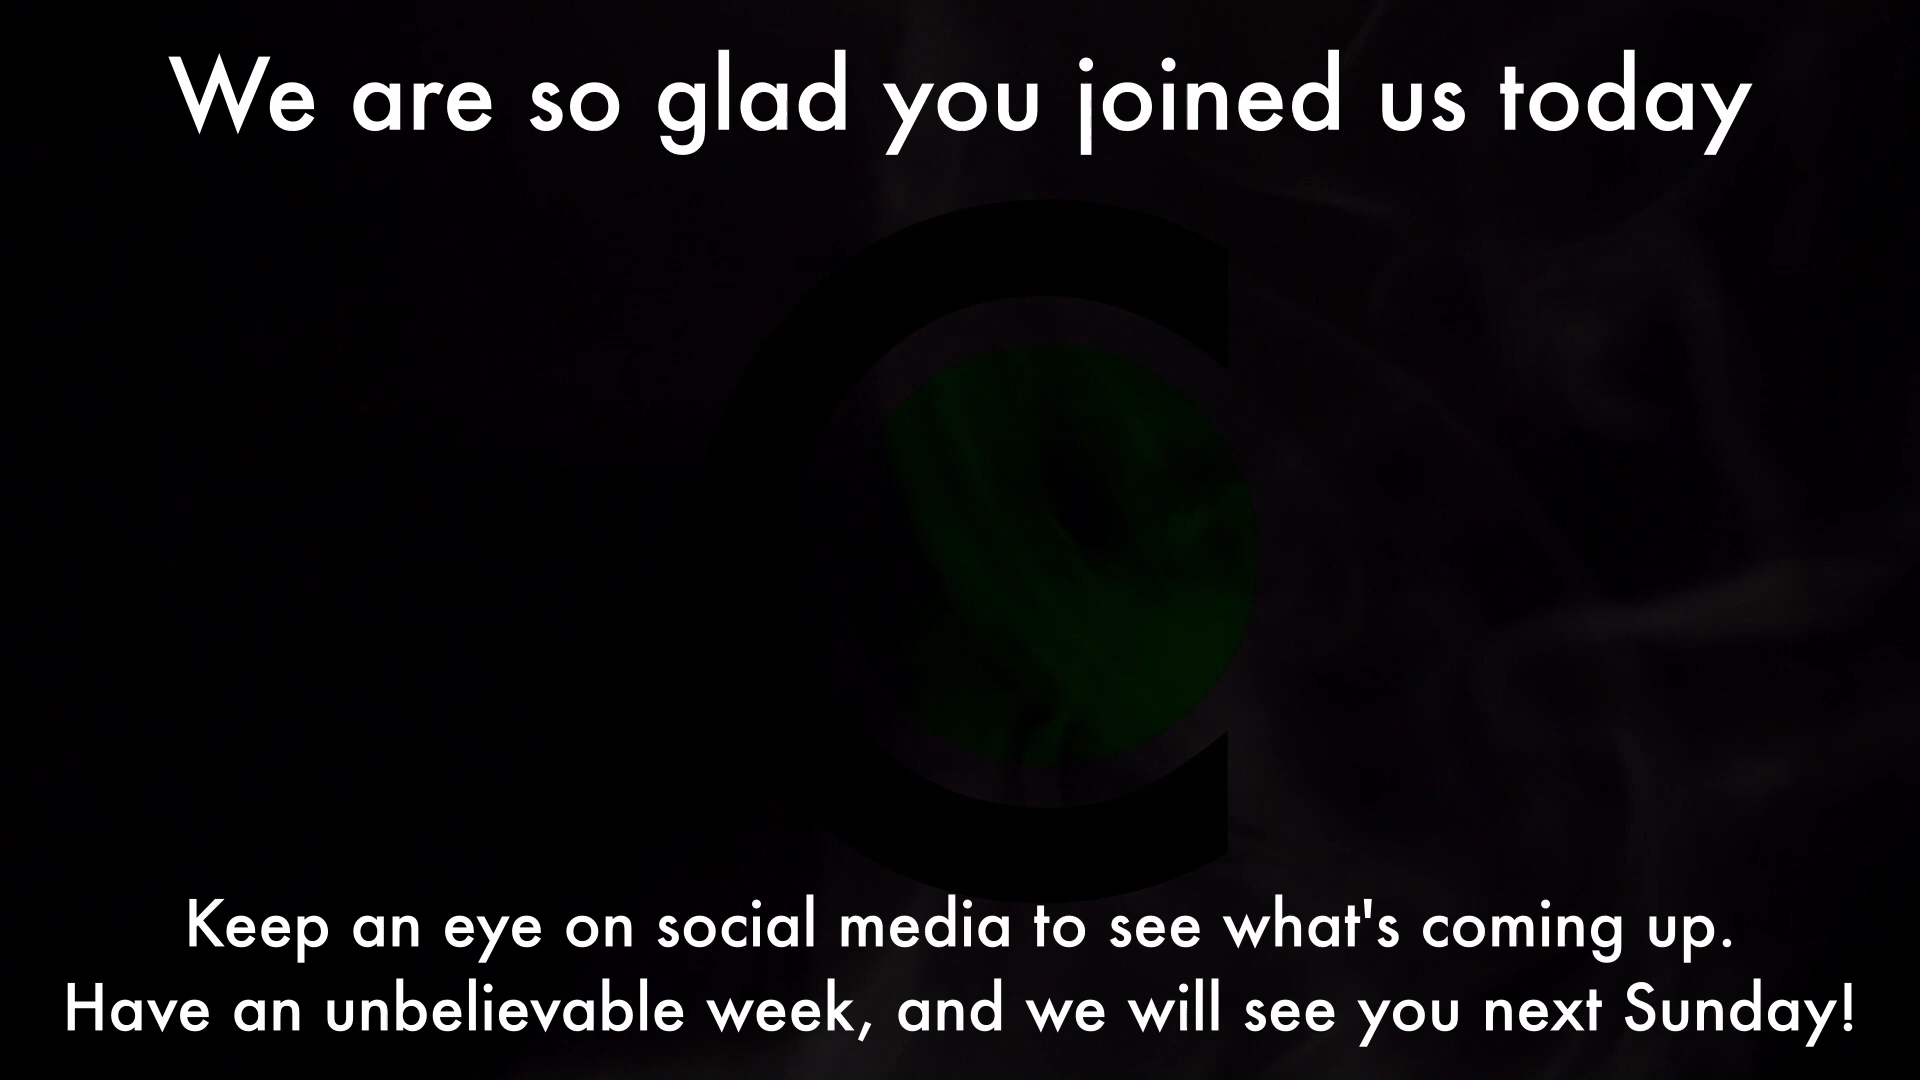 We are so glad you joined us today
Keep an eye on social media to see what's coming up.
Have an unbelievable week, and we will see you next Sunday!